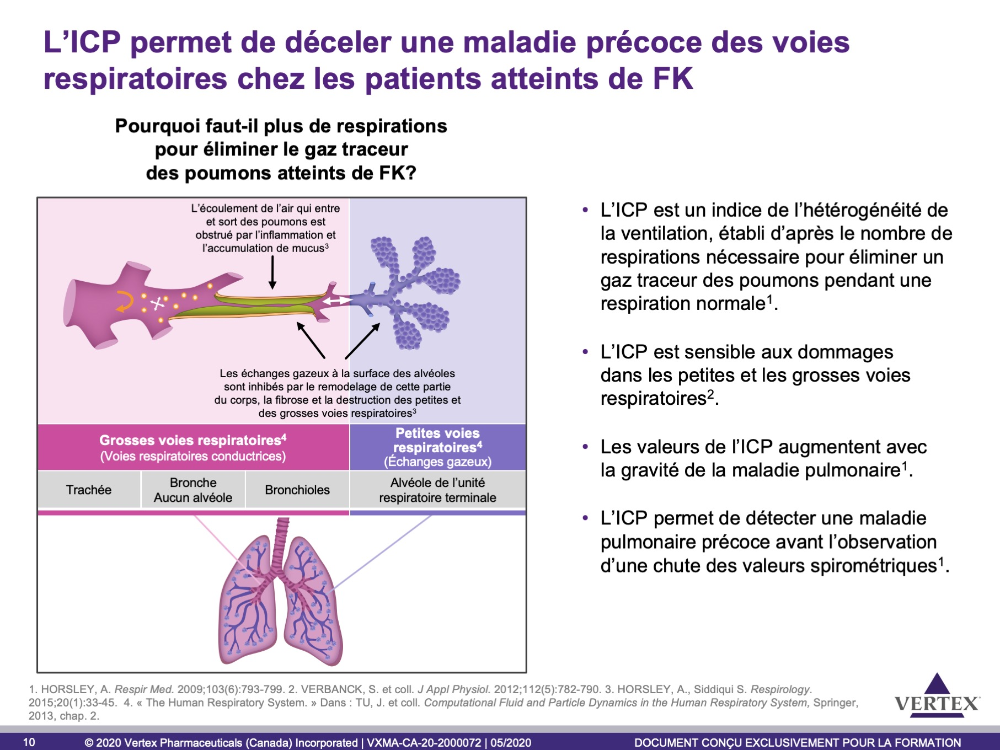 L’ICP permet de déceler une maladie précoce des voies
respiratoires chez les patients atteints de FK
Pourquoi faut-il plus de respirations
pour éliminer le gaz traceur
des poumons atteints de FK?
L’écoulement de l’air qui entre
et sort des poumons est
obstrué par l’inflammation et
l’accumulation de mucus³
Les échanges gazeux à la surface des alvéoles
sont inhibés par le remodelage de cette partie
du corps, la fibrose et la destruction des petites et
des grosses voies respiratoires³
Grosses voies respiratoires⁴
(Voies respiratoires conductrices)
Petites voies
respiratoires⁴
(Échanges gazeux)
Trachée
Bronche
Aucun alvéole
Bronchioles
Alvéole de l’unité
respiratoire terminale
• L’ICP est un indice de l’hétérogénéité de
la ventilation, établi d’après le nombre de
respirations nécessaire pour éliminer un
gaz traceur des poumons pendant une
respiration normale¹.
• L’ICP est sensible aux dommages
dans les petites et les grosses voies
respiratoires².
• Les valeurs de l’ICP augmentent avec
la gravité de la maladie pulmonaire¹.
• L’ICP permet de détecter une maladie
pulmonaire précoce avant l’observation
d’une chute des valeurs spirométriques¹.
1. HORSLEY, A. Respir Med. 2009;103(6):793-799. 2. VERBANCK, S. et coll. J Appl Physiol. 2012;112(5):782-790. 3. HORSLEY, A., Siddiqui S. Respirology.
2015;20(1):33-45. 4. « The Human Respiratory System. » Dans : TU, J. et coll. Computational Fluid and Particle Dynamics in the Human Respiratory System, Springer,
2013, chap. 2.
VERTEX
10
© 2020 Vertex Pharmaceuticals (Canada) Incorporated | VXMA-CA-20-2000072 | 05/2020
DOCUMENT CONÇU EXCLUSIVEMENT POUR LA FORMATION